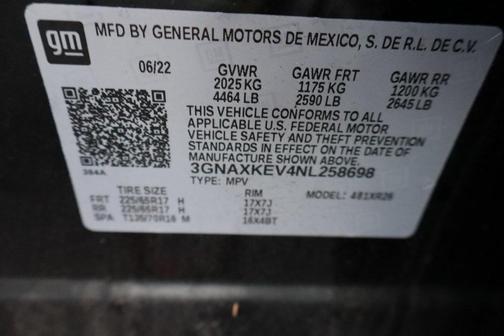 gm
MFD BY GENERAL MOTORS DE MEXICO, S. DE R.L. DE C.V.
06/22 GVWR GAWR FRT GAWR RR
2025 KG 1175 KG 1200 KG
4464 LB 2590 LB 2645 LB
THIS VEHICLE CONFORMS TO ALL
APPLICABLE U.S. FEDERAL MOTOR
VEHICLE SAFETY AND THEFT PREVENTION
STANDARDS IN EFFECT ON THE DATE OF
MANUFACTURE SHOWN ABOVE.
3GNAXKEV4NL258698
384A
TYPE: MPV MODEL: 481XR26
TIRE SIZE RIM
FRT 225/65R17 H 17X7J
RR 225/65R17 H 17X7J
SPA T135/70R16 M 16X4BT